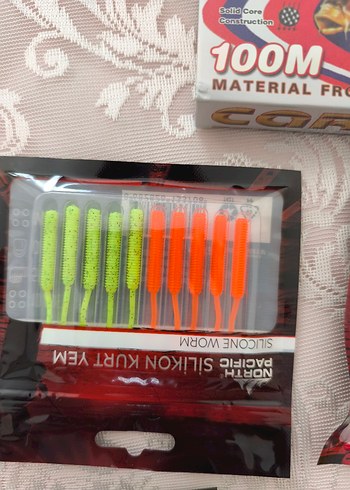 Solid Core
Construction
100M
MATERIAL FRO
SILICONE WORM
NORTH
PACIFIC
SILIKON KURT YEM